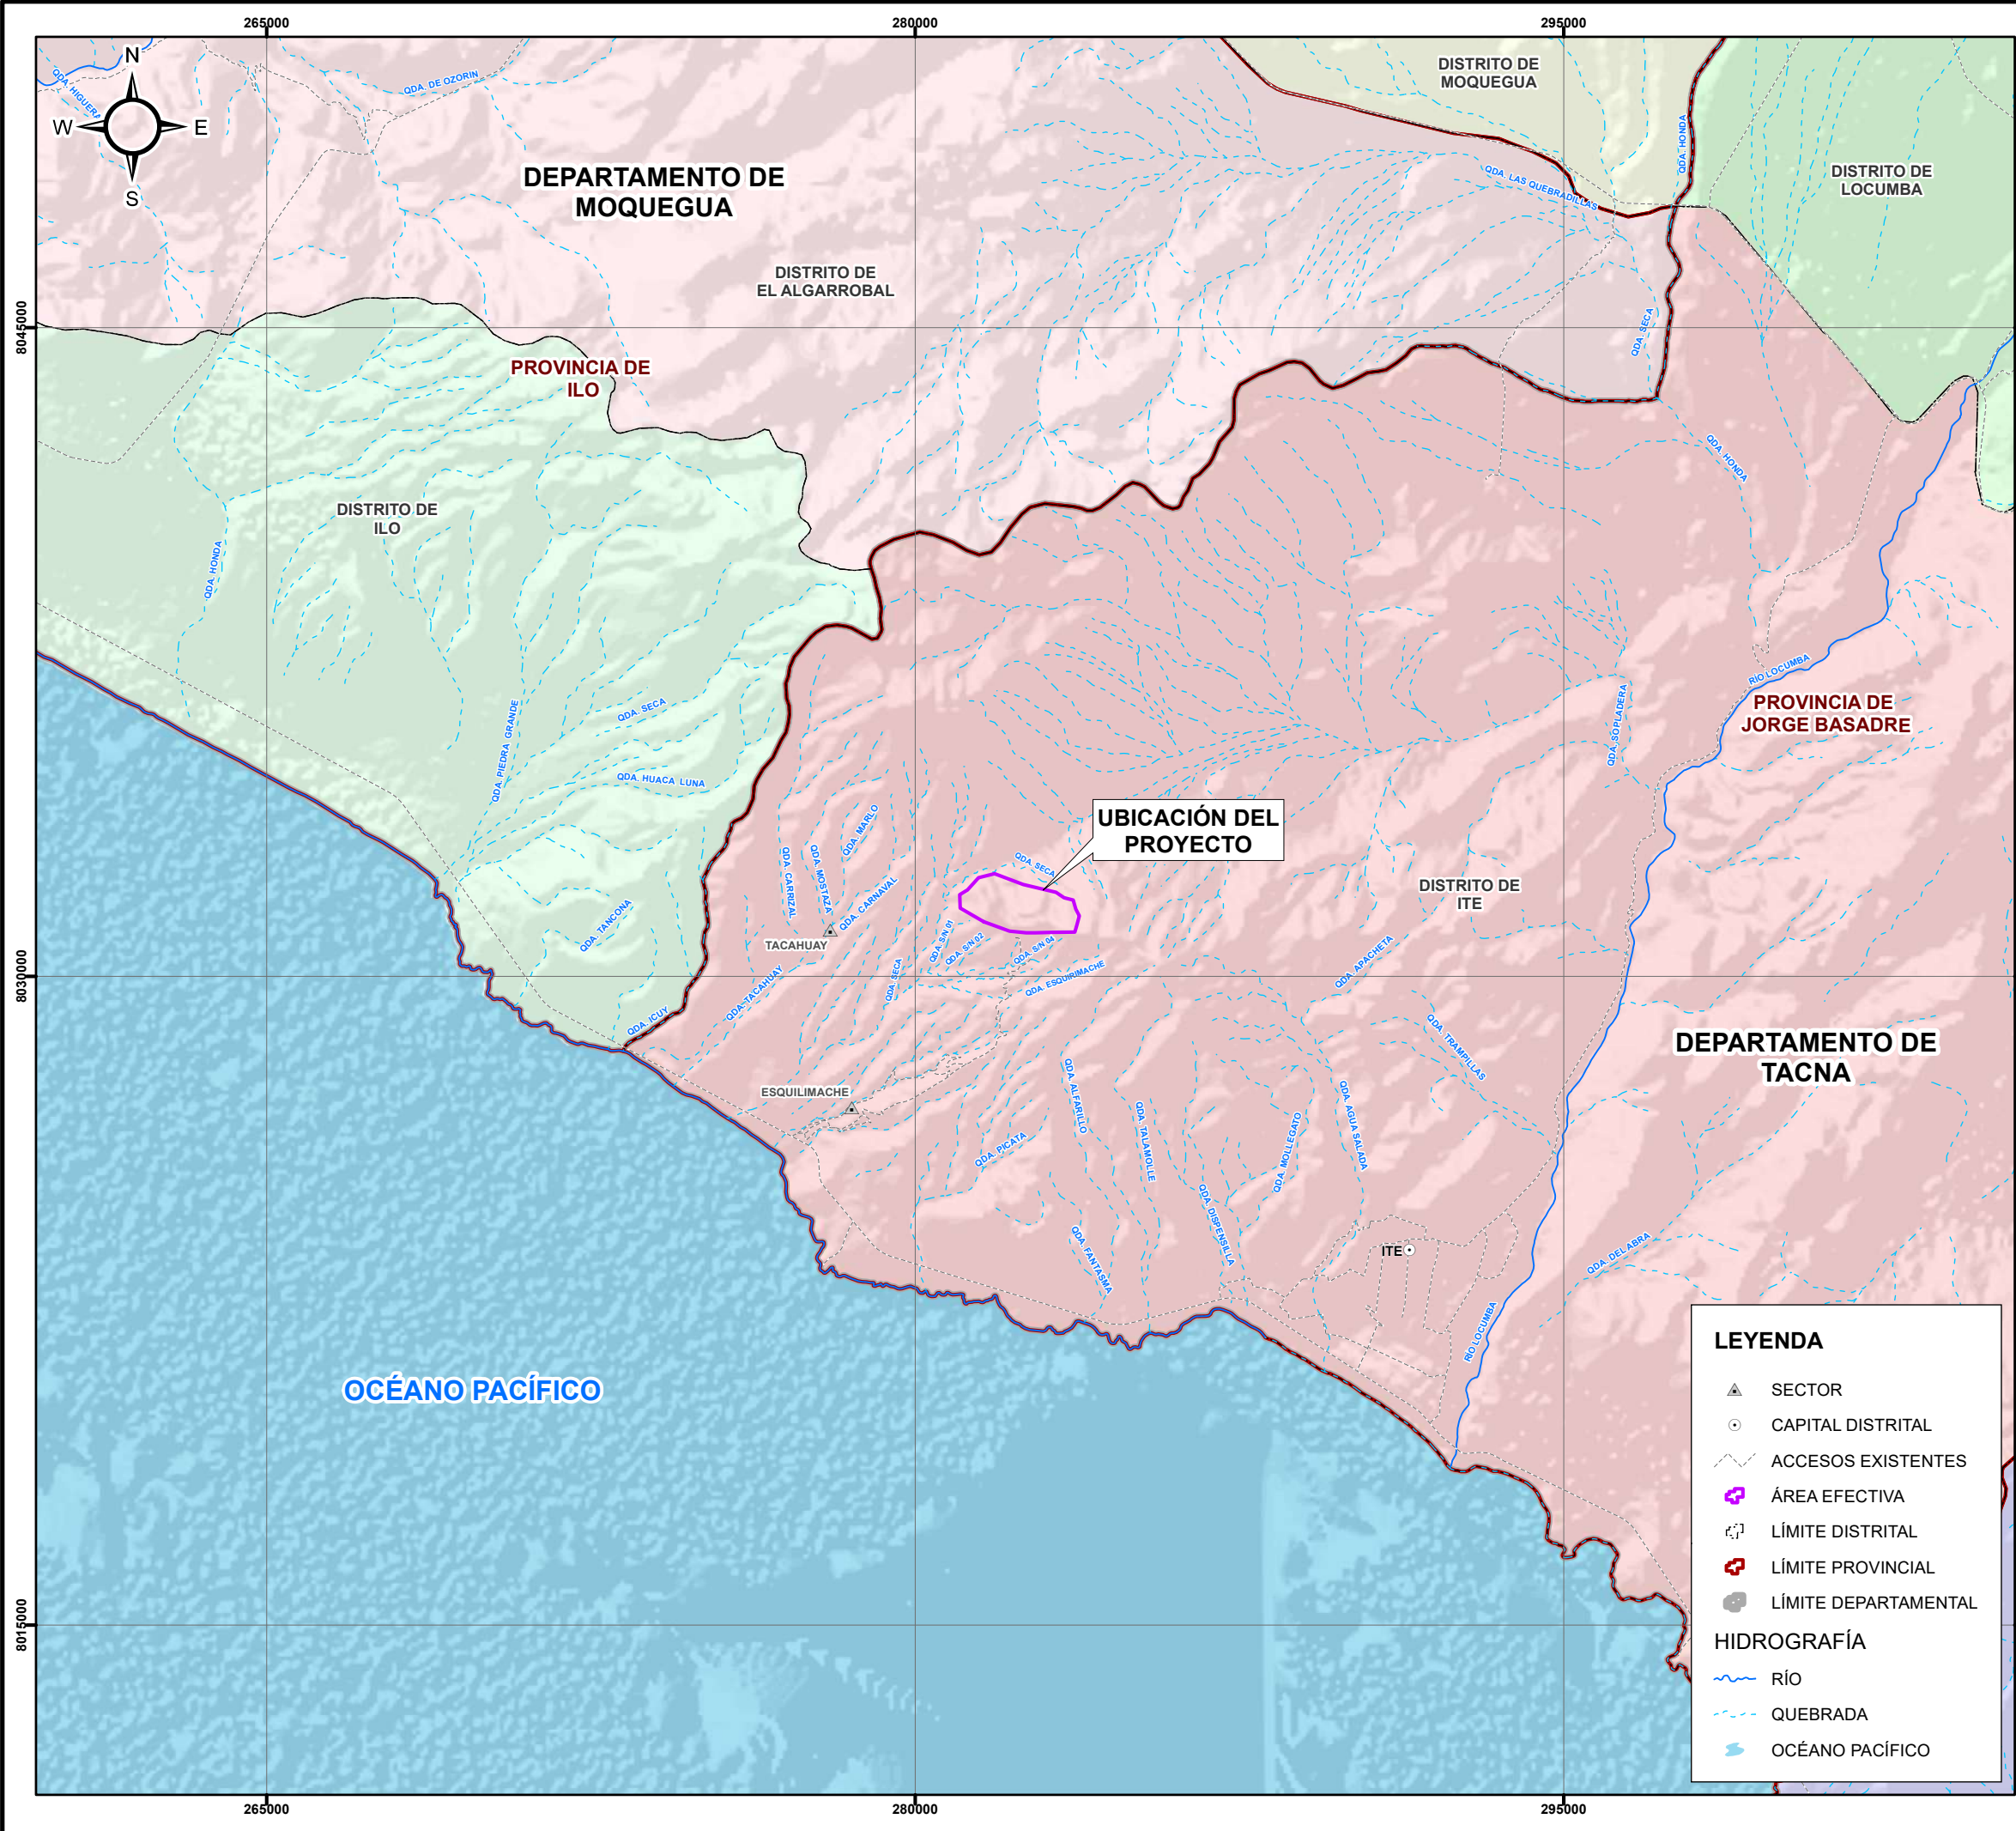 265000
280000
295000
N
W
E
S
QDA. HIGUERA
QDA. DE OZORIN
DEPARTAMENTO DE
MOQUEGUA
DISTRITO DE
MOQUEGUA
QDA. HONDA
DISTRITO DE
LOCUMBA
QDA. LAS QUEBRADILLAS
DISTRITO DE
EL ALGARROBAL
8045000
QDA. SECA
PROVINCIA DE
ILO
QDA. HONDA
DISTRITO DE
ILO
QDA. HONDA
RIO LOCUMBA
PROVINCIA DE
JORGE BASADRE
QDA. SOPLADERA
QDA. SECA
QDA. PIEDRA GRANDE
QDA. HUACA LUNA
QDA. MARLO
QDA. MOSTAZA
QDA. CARRIZAL
QDA. CARNAVAL
UBICACIÓN DEL
PROYECTO
QDA. SECA
DISTRITO DE
ITE
QDA. TANCONA
TACAHUAY
QDA. S/N 01
QDA. S/N 02
QDA. S/N 04
QDA. APACHETA
8030000
QDA. TACAHUAY
QDA. SECA
QDA. ESQUIRIMACHE
QDA. ICUY
QDA. TRAMPILLAS
DEPARTAMENTO DE
TACNA
ESQUILIMACHE
QDA. ALFARILLO
QDA. TALAMOLLE
QDA. MOLLEGATO
QDA. AGUA SALADA
QDA. PICATA
QDA. DISPENSILLA
QDA. FANTASMA
ITE
QDA. DEL ABRA
RÍO LOCUMBA
OCÉANO PACÍFICO
8015000
LEYENDA
SECTOR
CAPITAL DISTRITAL
ACCESOS EXISTENTES
ÁREA EFECTIVA
LÍMITE DISTRITAL
LÍMITE PROVINCIAL
LÍMITE DEPARTAMENTAL
HIDROGRAFÍA
RÍO
QUEBRADA
OCÉANO PACÍFICO
265000
280000
295000